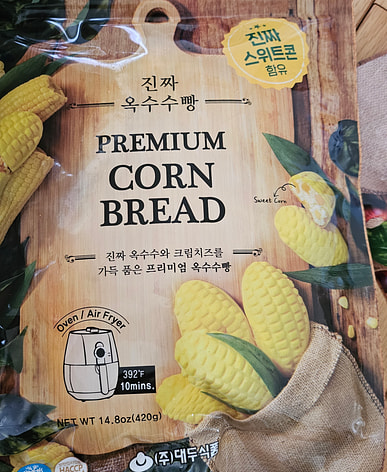 진짜
스위트콘
함유
진짜
옥수수빵
PREMIUM
CORN
BREAD
Sweet Corn
진짜 옥수수와 크림치즈를
가득 품은 프리미엄 옥수수빵
Oven / Air Fryer
392°F
10mins.
NET WT 14.8oz(420g)
HACCP
(주)대두식품